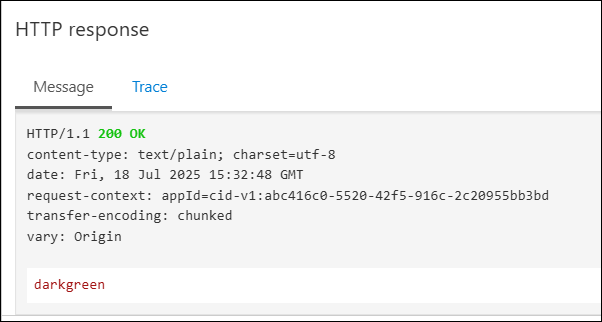 HTTP response
Message Trace
HTTP/1.1 200 OK
content-type: text/plain; charset=utf-8
date: Fri, 18 Jul 2025 15:32:48 GMT
request-context: appId=cid-v1:abc416c0-5520-42f5-916c-2c20955bb3bd
transfer-encoding: chunked
vary: Origin
darkgreen